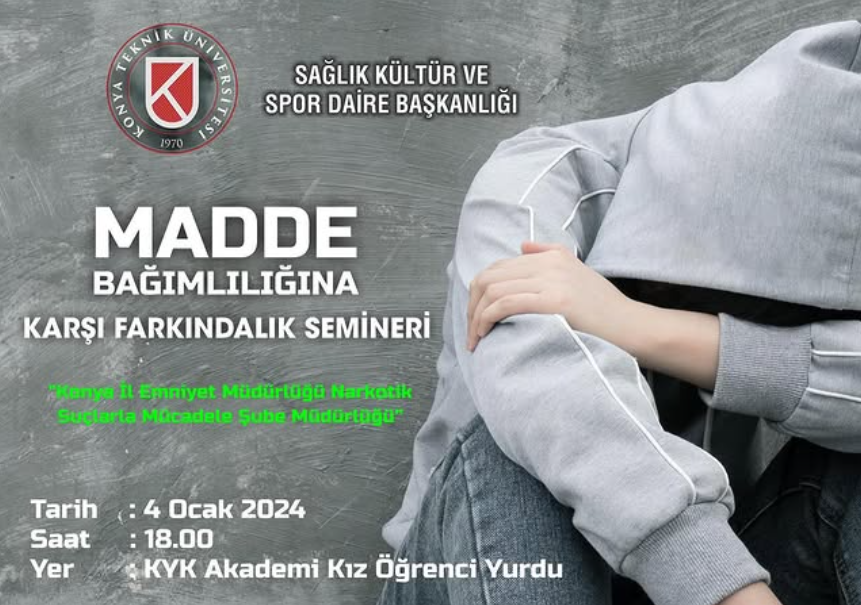 KONYA TEKNİK ÜNİVERSİTESİ
1970
SAĞLIK KÜLTÜR VE
SPOR DAİRE BAŞKANLIĞI
MADDE
BAĞIMLILIĞINA
KARŞI FARKINDALIK SEMİNERİ
"Konya İl Emniyet Müdürlüğü Narkotik
Suçlarla Mücadele Şube Müdürlüğü"
Tarih : 4 Ocak 2024
Saat : 18.00
Yer : KYK Akademi Kız Öğrenci Yurdu